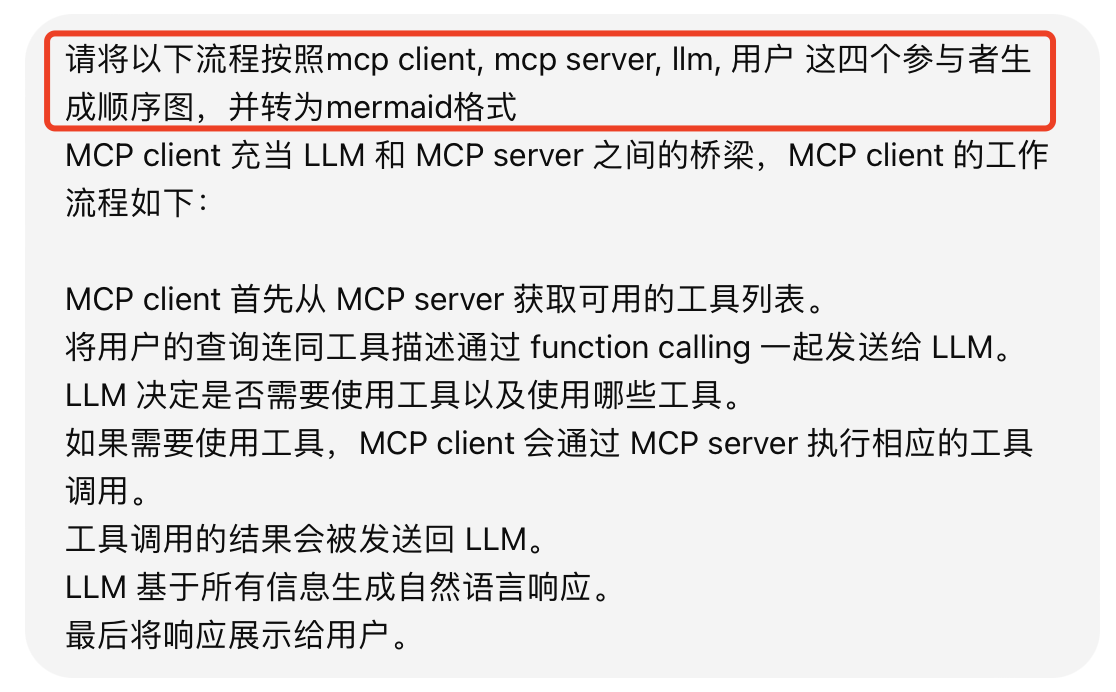 请将以下流程按照mcp client, mcp server, llm, 用户 这四个参与者生
成顺序图，并转为mermaid格式
MCP client 充当 LLM 和 MCP server 之间的桥梁，MCP client 的工作
流程如下：
MCP client 首先从 MCP server 获取可用的工具列表。
将用户的查询连同工具描述通过 function calling 一起发送给 LLM。
LLM 决定是否需要使用工具以及使用哪些工具。
如果需要使用工具，MCP client 会通过 MCP server 执行相应的工具
调用。
工具调用的结果会被发送回 LLM。
LLM 基于所有信息生成自然语言响应。
最后将响应展示给用户。